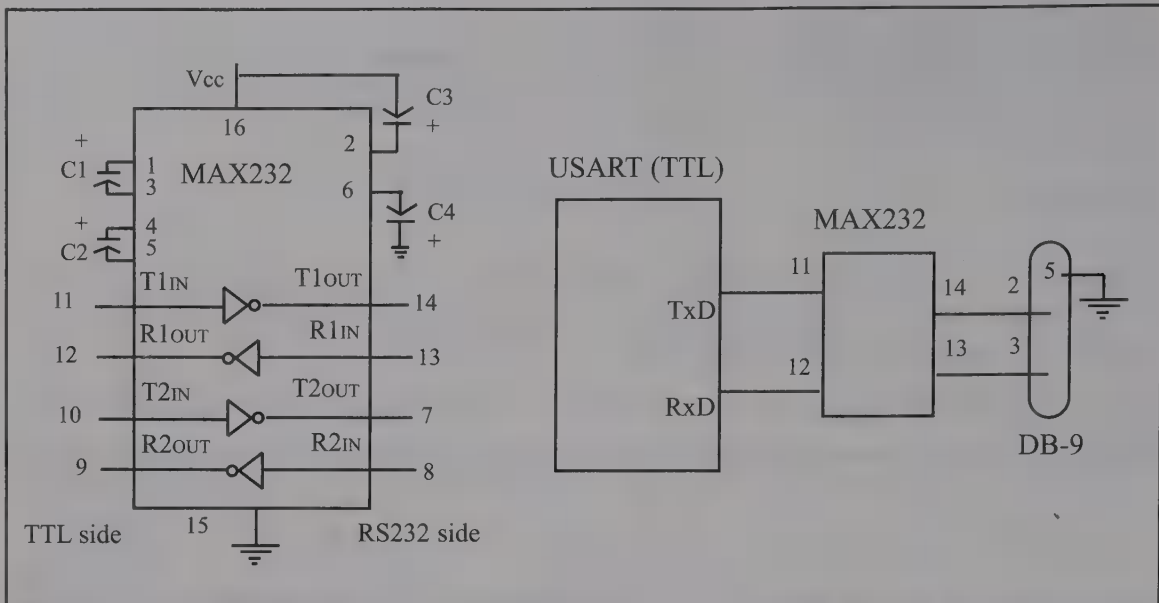 Vcc
C3
+
16
2
+
C1
1
3
MAX232
6
+
C2
4
5
C4
+
T1IN
T1OUT
11
14
R1OUT
R1IN
12
13
T2IN
T2OUT
10
7
R2OUT
R2IN
9
8
15
TTL side
RS232 side
USART (TTL)
MAX232
11
TxD
12
RxD
14
2
5
13
3
DB-9